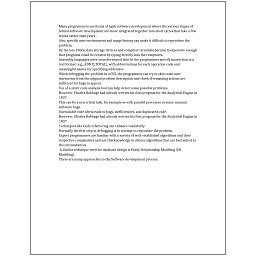 Many programmers use forms of Agile software development where the various stages of
formal software development are more integrated together into short cycles that take a few
weeks rather than years.
Also, specific user environment and usage history can make it difficult to reproduce the
problem.
By the late 1960s, data storage devices and computer terminals became inexpensive enough
that programs could be created by typing directly into the computers.
Assembly languages were soon developed that let the programmer specify instruction in a
text format (e.g., ADD X, TOTAL), with abbreviations for each operation code and
meaningful names for specifying addresses.
When debugging the problem in a GUI, the programmer can try to skip some user
interaction from the original problem description and check if remaining actions are
sufficient for bugs to appear.
Use of a static code analysis tool can help detect some possible problems.
However, Charles Babbage had already written his first program for the Analytical Engine in
1837.
This can be a non-trivial task, for example as with parallel processes or some unusual
software bugs.
Unreadable code often leads to bugs, inefficiencies, and duplicated code.
However, Charles Babbage had already written his first program for the Analytical Engine in
1837.
Techniques like Code refactoring can enhance readability.
Normally the first step in debugging is to attempt to reproduce the problem.
Expert programmers are familiar with a variety of well-established algorithms and their
respective complexities and use this knowledge to choose algorithms that are best suited to
the circumstances.
A similar technique used for database design is Entity-Relationship Modeling (ER
Modeling).
There are many approaches to the Software development process.